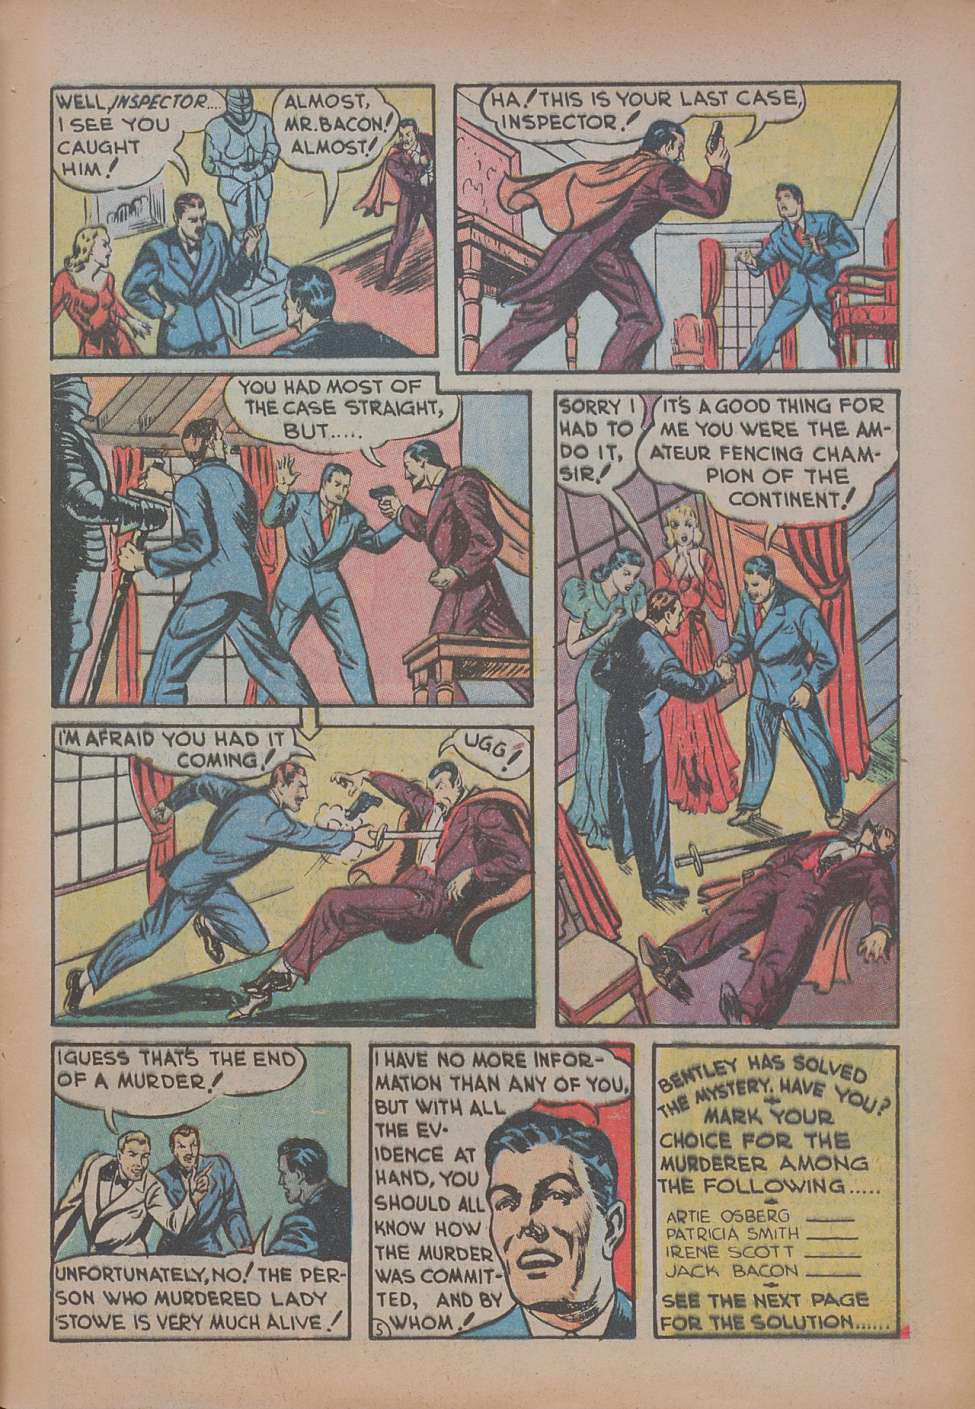 WELL, INSPECTOR....
I SEE YOU
CAUGHT
HIM!
ALMOST,
MR. BACON!
ALMOST!
HA! THIS IS YOUR LAST CASE,
INSPECTOR!
YOU HAD MOST OF
THE CASE STRAIGHT,
BUT.....
I'M AFRAID YOU HAD IT
COMING!
UGG!
SORRY I
HAD TO
DO IT,
SIR!
IT'S A GOOD THING FOR
ME YOU WERE THE AM-
ATEUR FENCING CHAM-
PION OF THE
CONTINENT!
I GUESS THAT'S THE END
OF A MURDER!
UNFORTUNATELY, NO! THE PER-
SON WHO MURDERED LADY
STOWE IS VERY MUCH ALIVE!
I HAVE NO MORE INFOR-
MATION THAN ANY OF YOU,
BUT WITH ALL
THE EV-
IDENCE AT
HAND, YOU
SHOULD ALL
KNOW HOW
THE MURDER
WAS COMMIT-
TED, AND BY
WHOM!
5
BENTLEY HAS SOLVED
THE MYSTERY. HAVE YOU?
MARK YOUR
CHOICE FOR THE
MURDERER AMONG
THE FOLLOWING.....
ARTIE OSBERG ____
PATRICIA SMITH ____
IRENE SCOTT ____
JACK BACON ____
SEE THE NEXT PAGE
FOR THE SOLUTION......